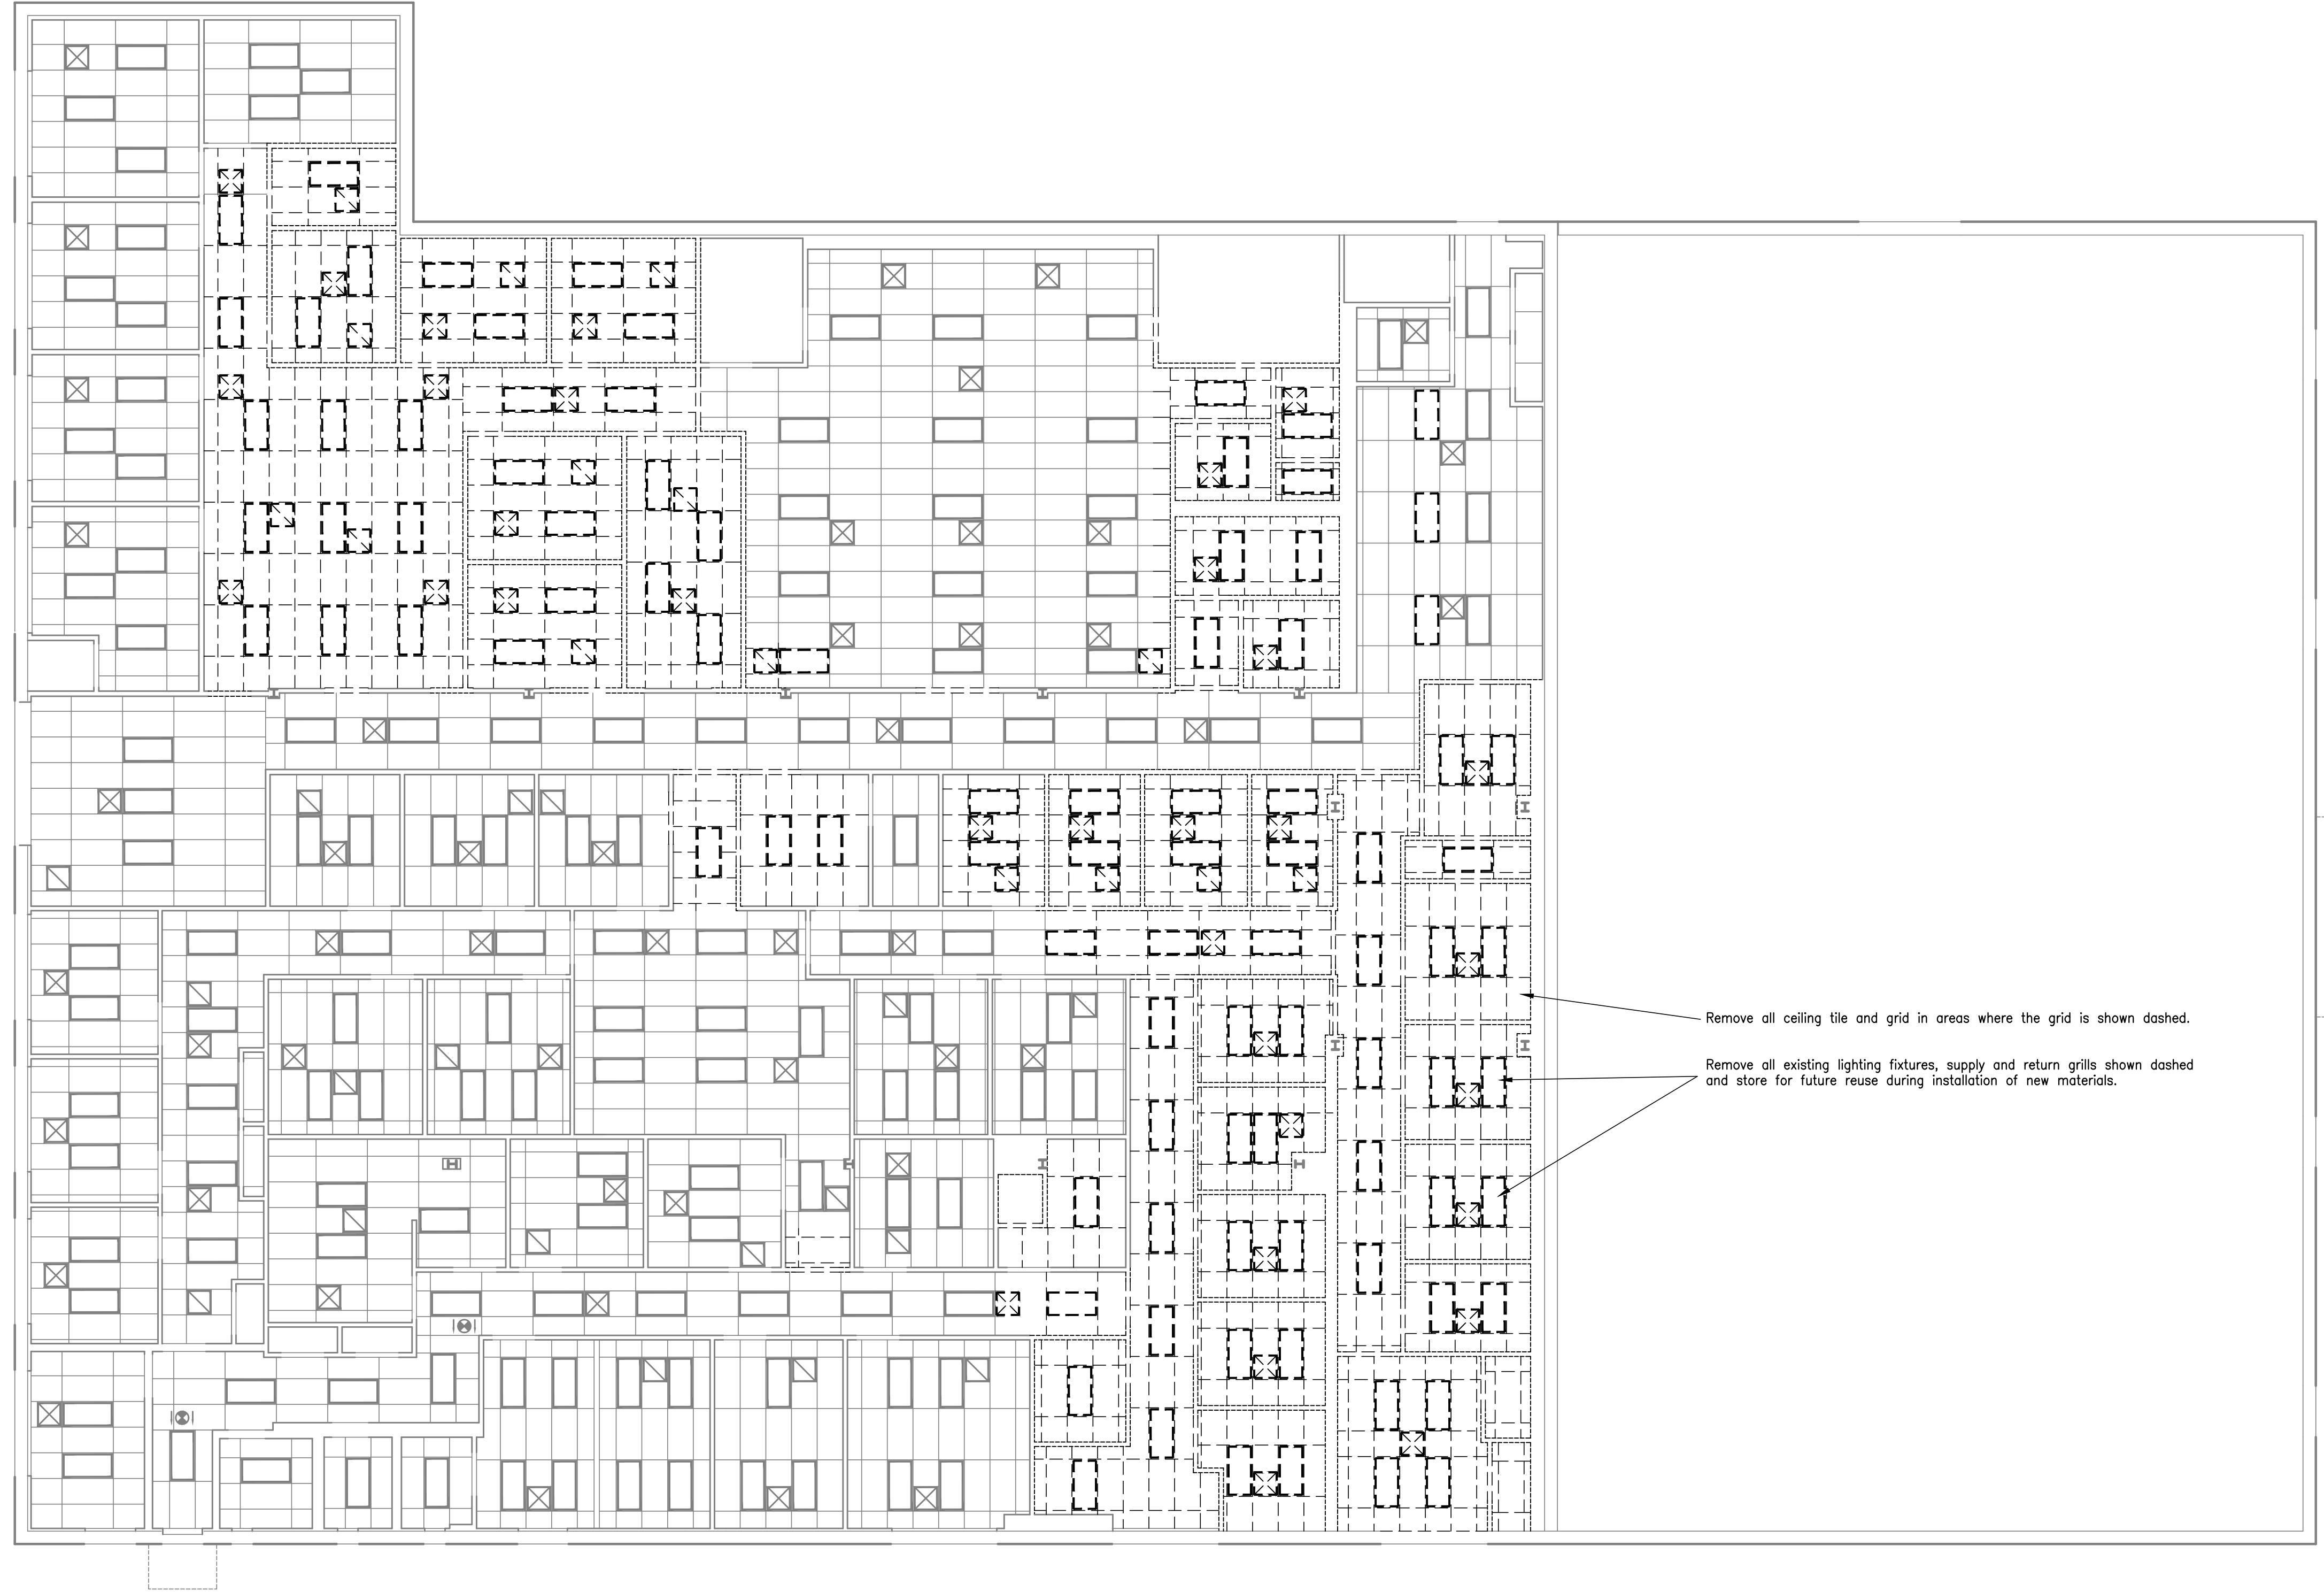 Remove all ceiling tile and grid in areas where the grid is shown dashed.
Remove all existing lighting fixtures, supply and return grills shown dashed
and store for future reuse during installation of new materials.